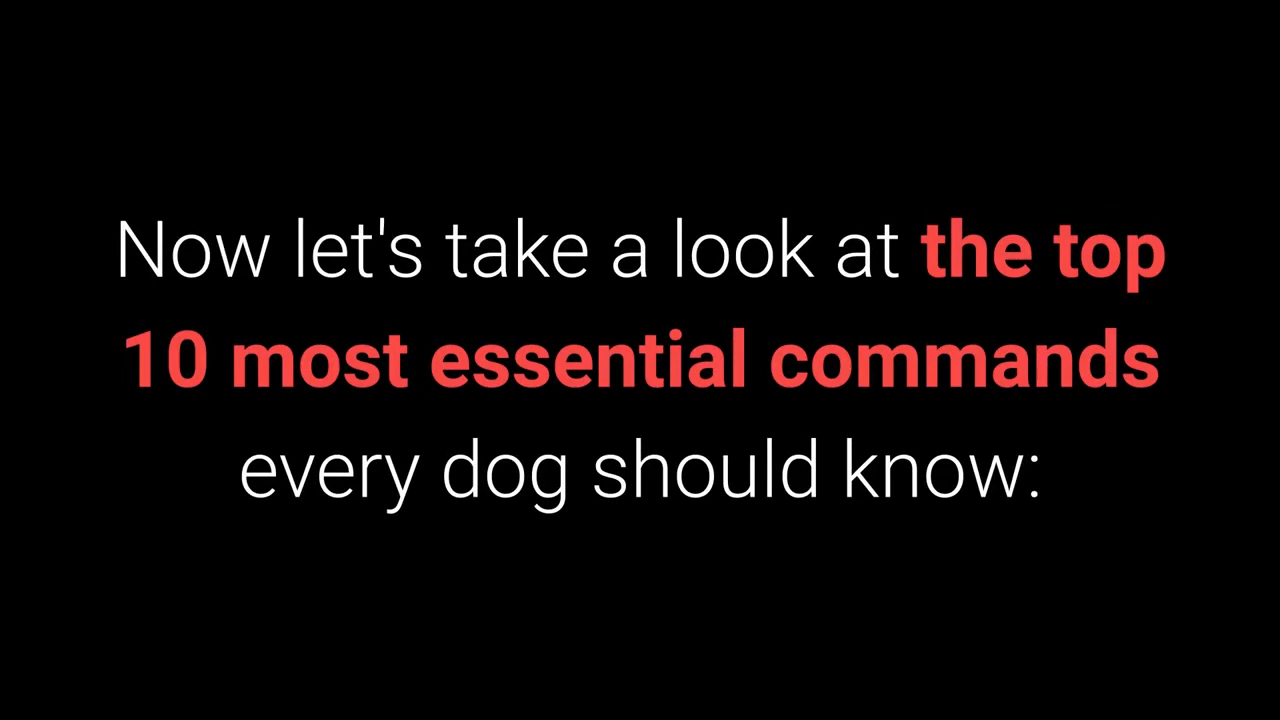 Now let's take a look at the top
10 most essential commands
every dog should know: